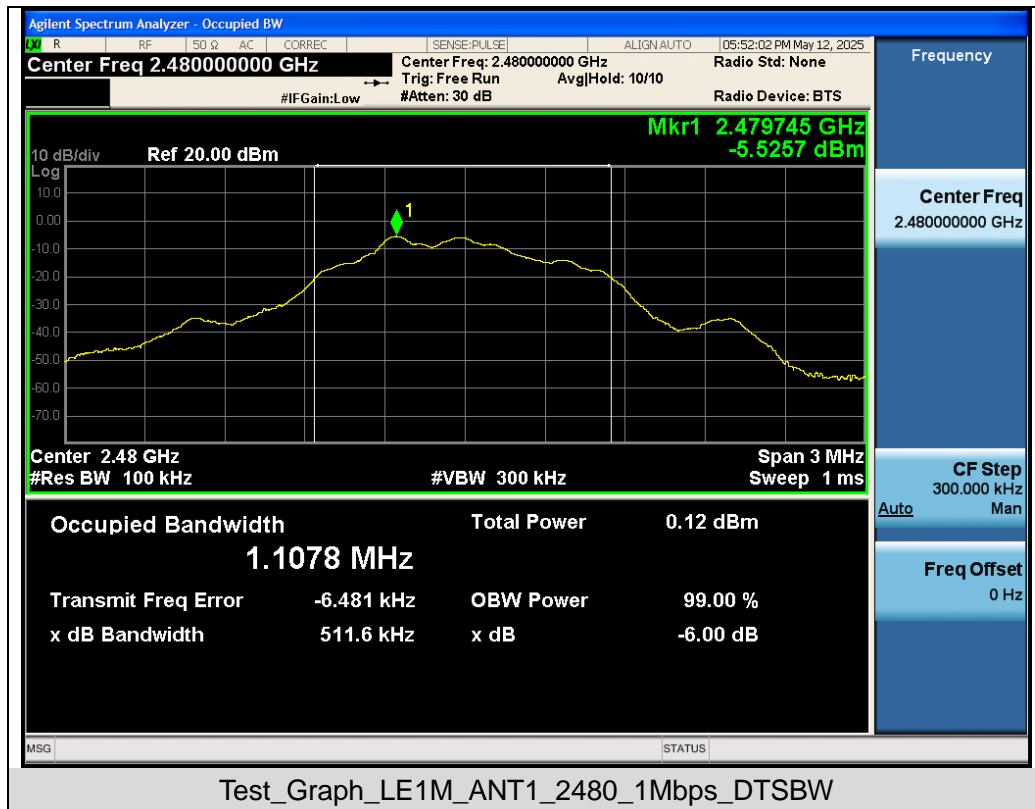 Agilent Spectrum Analyzer - Occupied BW
LXI R RF 50 Ω AC CORREC SENSE:PULSE ALIGN AUTO 05:52:02 PM May 12, 2025
Center Freq 2.480000000 GHz
Center Freq: 2.480000000 GHz
Radio Std: None
Trig: Free Run Avg|Hold: 10/10
#IFGain:Low #Atten: 30 dB Radio Device: BTS
Mkr1 2.479745 GHz
-5.5257 dBm
10 dB/div Ref 20.00 dBm
Log
10.0
1
0.00
-10.0
-20.0
-30.0
-40.0
-50.0
-60.0
-70.0
Center 2.48 GHz Span 3 MHz
#Res BW 100 kHz #VBW 300 kHz Sweep 1 ms
Occupied Bandwidth Total Power 0.12 dBm
1.1078 MHz
Transmit Freq Error -6.481 kHz OBW Power 99.00 %
x dB Bandwidth 511.6 kHz x dB -6.00 dB
MSG STATUS
Frequency
Center Freq
2.480000000 GHz
CF Step
300.000 kHz
Auto Man
Freq Offset
0 Hz
Test_Graph_LE1M_ANT1_2480_1Mbps_DTSBW